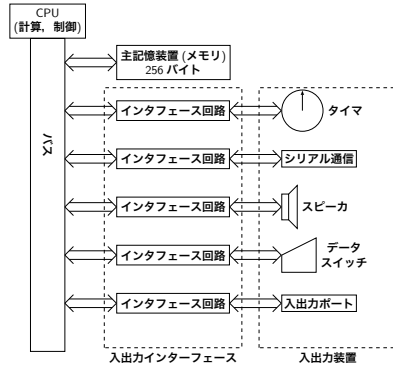 CPU
(計算，制御)
バス
主記憶装置 (メモリ)
256 バイト
インタフェース回路
タイマ
インタフェース回路
シリアル通信
インタフェース回路
スピーカ
インタフェース回路
データ
スイッチ
インタフェース回路
入出力ポート
入出力インターフェース
入出力装置